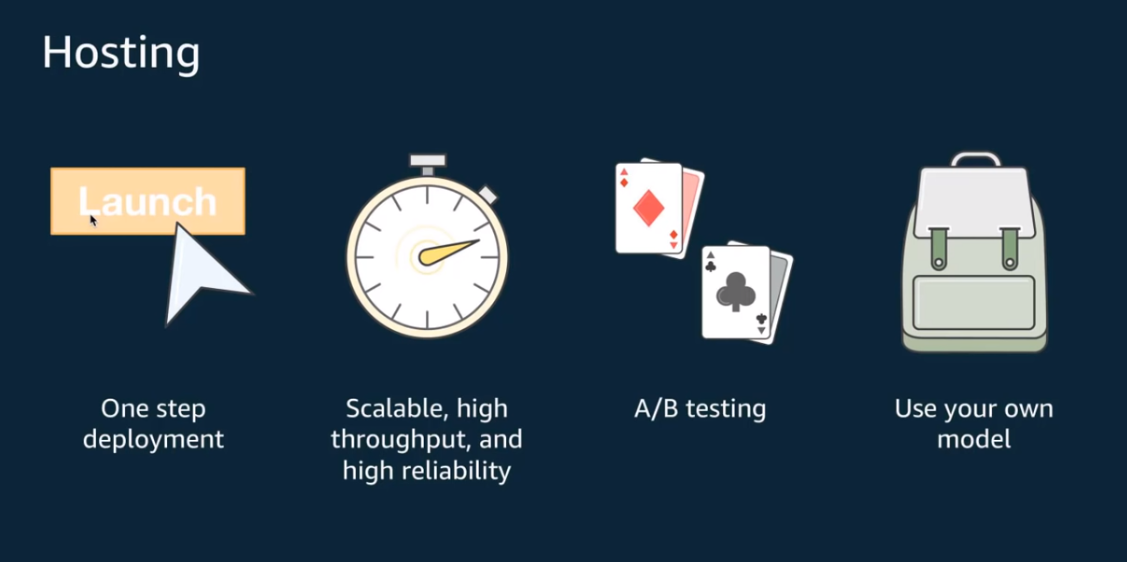 Hosting
Launch
One step
deployment
Scalable, high
throughput, and
high reliability
A/B testing
Use your own
model